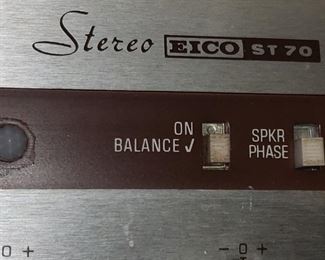 Stereo EICO ST 70
ON
BALANCE ✓
SPKR
PHASE
0 +
- 0 +